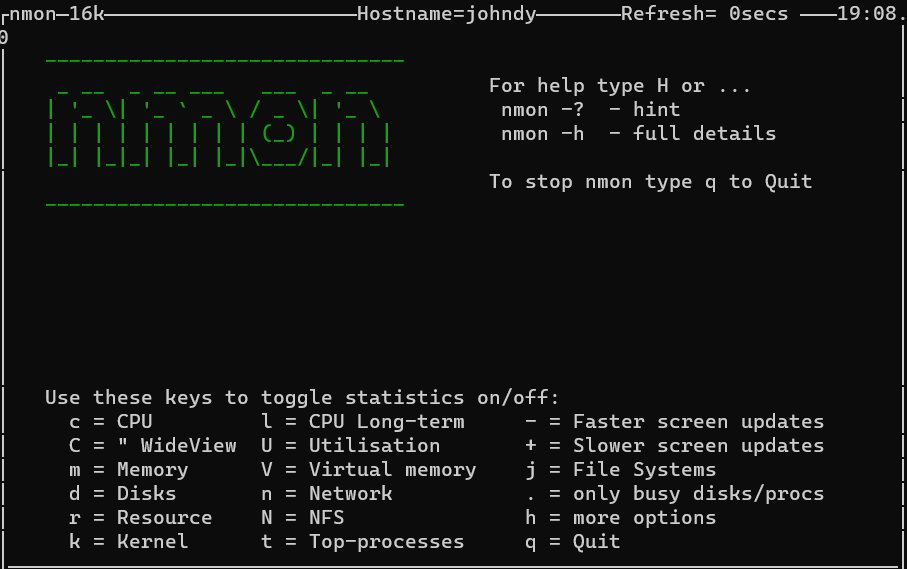 nmon-16k Hostname=johndy Refresh= 0secs 19:08.
0
nmon
For help type H or ...
nmon -? - hint
nmon -h - full details
To stop nmon type q to Quit
Use these keys to toggle statistics on/off:
c = CPU l = CPU Long-term - = Faster screen updates
C = " WideView U = Utilisation + = Slower screen updates
m = Memory V = Virtual memory j = File Systems
d = Disks n = Network . = only busy disks/procs
r = Resource N = NFS h = more options
k = Kernel t = Top-processes q = Quit